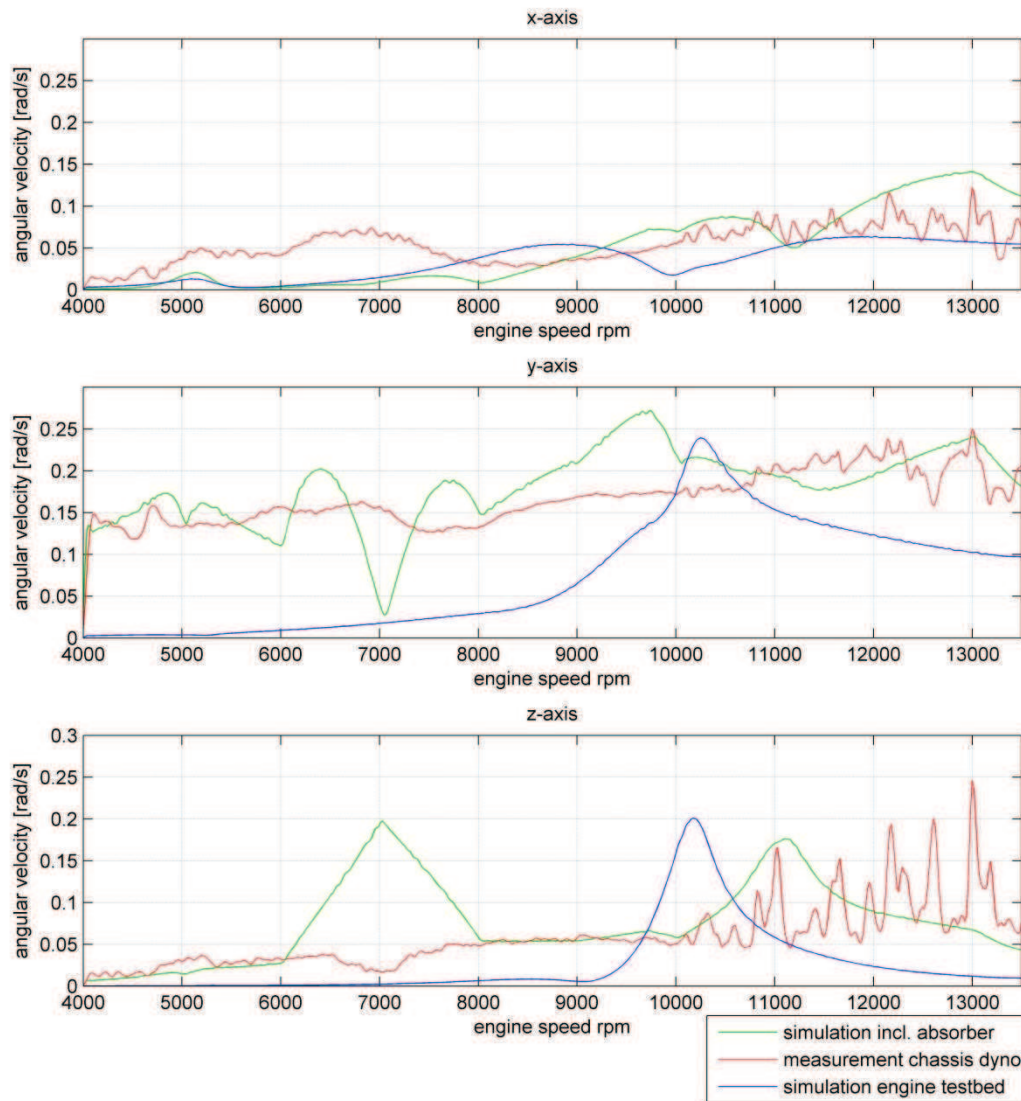 x-axis
angular velocity [rad/s]
0.25
0.2
0.15
0.1
0.05
0
4000 5000 6000 7000 8000 9000 10000 11000 12000 13000
engine speed rpm
y-axis
angular velocity [rad/s]
0.25
0.2
0.15
0.1
0.05
0
4000 5000 6000 7000 8000 9000 10000 11000 12000 13000
engine speed rpm
z-axis
angular velocity [rad/s]
0.3
0.25
0.2
0.15
0.1
0.05
0
4000 5000 6000 7000 8000 9000 10000 11000 12000 13000
engine speed rpm
simulation incl. absorber
measurement chassis dyno
simulation engine testbed